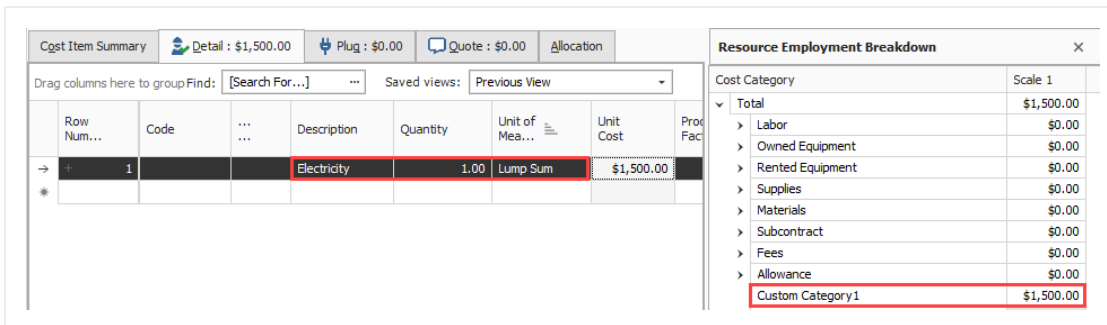 Cost Item Summary
Detail : $1,500.00
Plug : $0.00
Quote : $0.00
Allocation
Drag columns here to group Find: [Search For...] ... Saved views: Previous View
Row Num... Code ... ... Description Quantity Unit of Mea... Unit Cost Proc Fact
1 Electricity 1.00 Lump Sum $1,500.00
Resource Employment Breakdown
Cost Category Scale 1
Total $1,500.00
Labor $0.00
Owned Equipment $0.00
Rented Equipment $0.00
Supplies $0.00
Materials $0.00
Subcontract $0.00
Fees $0.00
Allowance $0.00
Custom Category1 $1,500.00